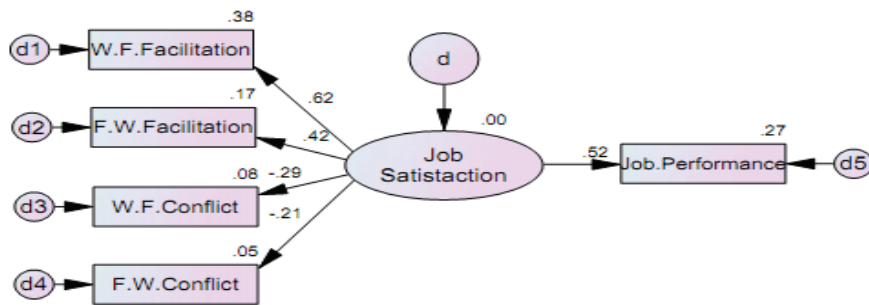 .38
d1
W.F.Facilitation
d
.62
.17
.00
d2
F.W.Facilitation
.42
Job
Satistaction
.52
.27
Job.Performance
d5
.08
-.29
d3
W.F.Conflict
-.21
.05
d4
F.W.Conflict